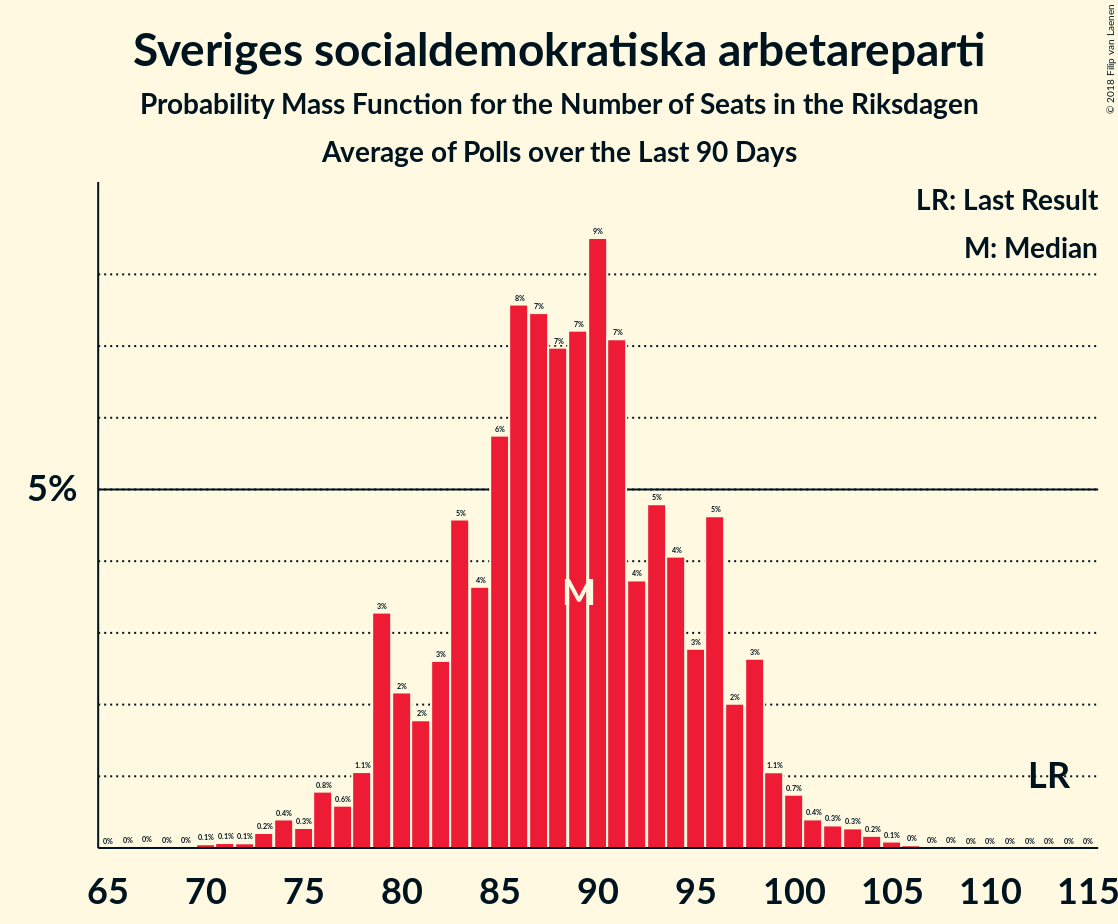 Sveriges socialdemokratiska arbetareparti
Probability Mass Function for the Number of Seats in the Riksdagen
Average of Polls over the Last 90 Days
© 2018 Filip van Laenen
LR: Last Result
M: Median
5%
0% 0% 0% 0% 0% 0.1% 0.1% 0.1% 0.2% 0.4% 0.3% 0.8% 0.6% 1.1% 3% 2% 2% 3% 5% 4% 6% 8% 7% 7% 7% 9% 7% 4% 5% 4% 3% 5% 2% 3% 1.1% 0.7% 0.4% 0.3% 0.3% 0.2% 0.1% 0% 0% 0% 0% 0% 0% 0% 0% 0% 0%
M
LR
65 70 75 80 85 90 95 100 105 110 115